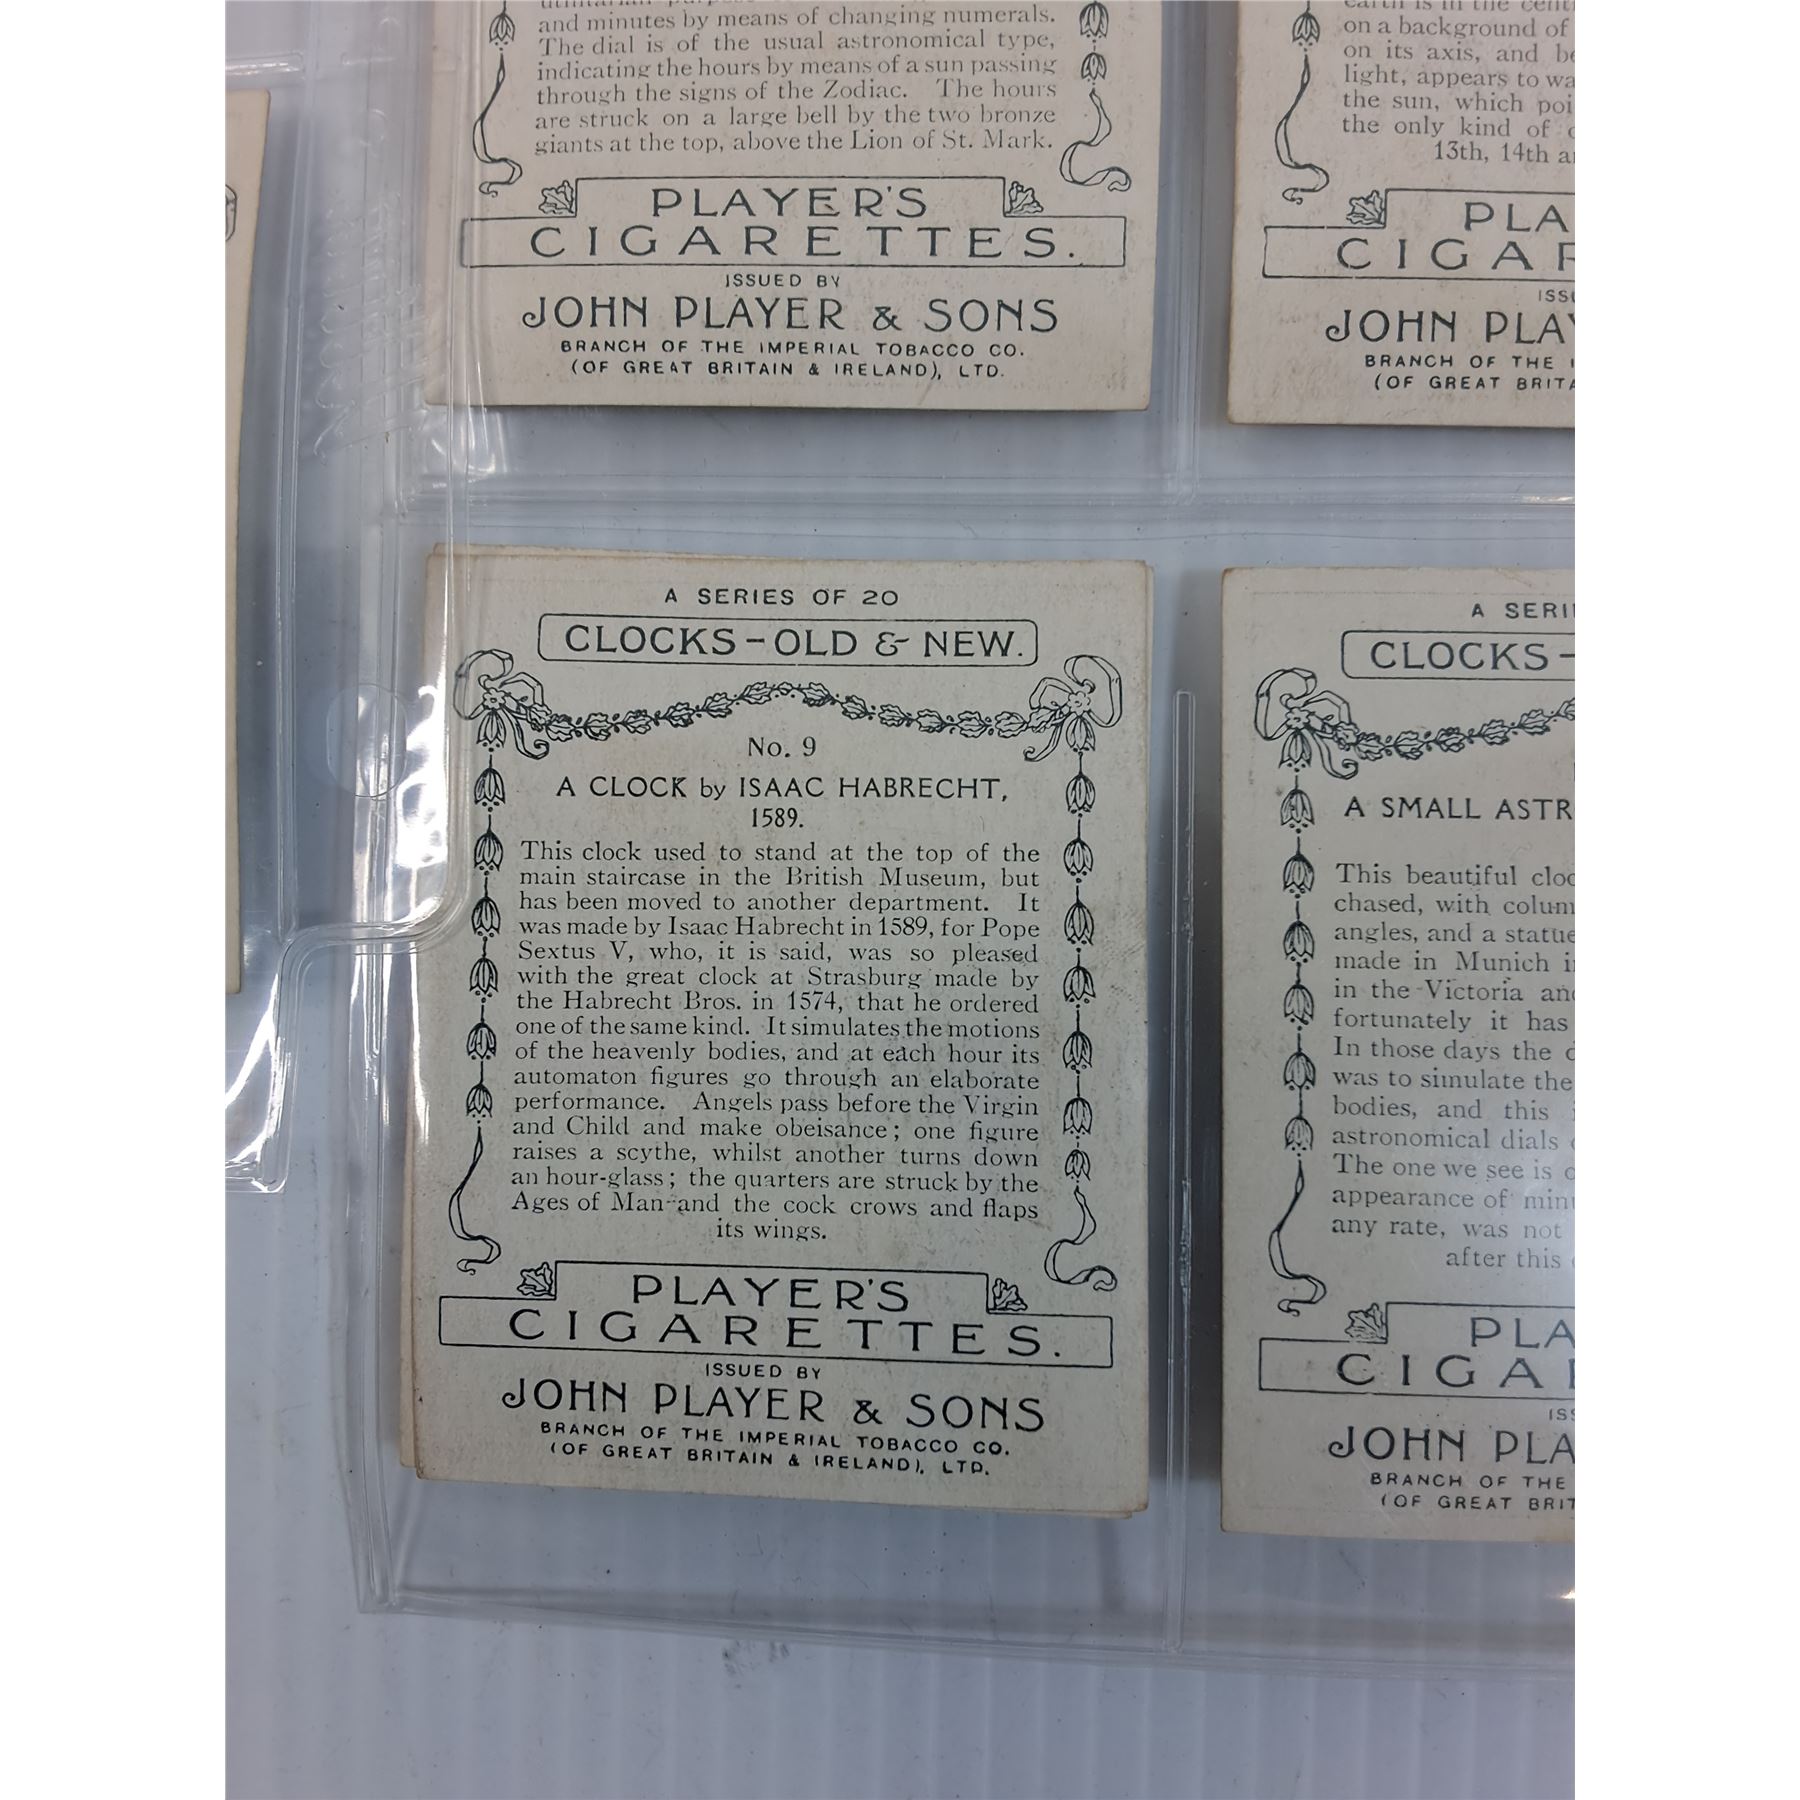 and minutes by means of changing numerals.
The dial is of the usual astronomical type,
indicating the hours by means of a sun passing
through the signs of the Zodiac. The hours
are struck on a large bell by the two bronze
giants at the top, above the Lion of St. Mark.
PLAYER'S
CIGARETTES.
ISSUED BY
JOHN PLAYER & SONS
BRANCH OF THE IMPERIAL TOBACCO CO.
(OF GREAT BRITAIN & IRELAND), LTD.
earth is in the
on a background of
on its axis, and
light, appears to
the sun, which
the only kind of
13th, 14th
PLA
CIGAR
JOHN PLAY
BRANCH OF THE
(OF GREAT BRITA
A SERIES OF 20
CLOCKS-OLD & NEW.
No. 9
A CLOCK by ISAAC HABRECHT,
1589.
This clock used to stand at the top of the
main staircase in the British Museum, but
has been moved to another department. It
was made by Isaac Habrecht in 1589, for Pope
Sextus V, who, it is said, was so pleased
with the great clock at Strasburg made by
the Habrecht Bros. in 1574, that he ordered
one of the same kind. It simulates the motions
of the heavenly bodies, and at each hour its
automaton figures go through an elaborate
performance. Angels pass before the Virgin
and Child and make obeisance; one figure
raises a scythe, whilst another turns down
an hour-glass; the quarters are struck by the
Ages of Man and the cock crows and flaps
its wings.
PLAYER'S
CIGARETTES.
ISSUED BY
JOHN PLAYER & SONS
BRANCH OF THE IMPERIAL TOBACCO CO.
(OF GREAT BRITAIN & IRELAND), LTD.
A SERI
CLOCKS-
A SMALL ASTR
This beautiful
chased, with
angles, and a statue
made in Munich
in the Victoria
fortunately it has
In those days the
was to simulate the
bodies, and this
astronomical dials
The one we see is
appearance of
any rate, was not
after this
PLA
CIGA
JOHN PLA
BRANCH OF THE
(OF GREAT BRIT